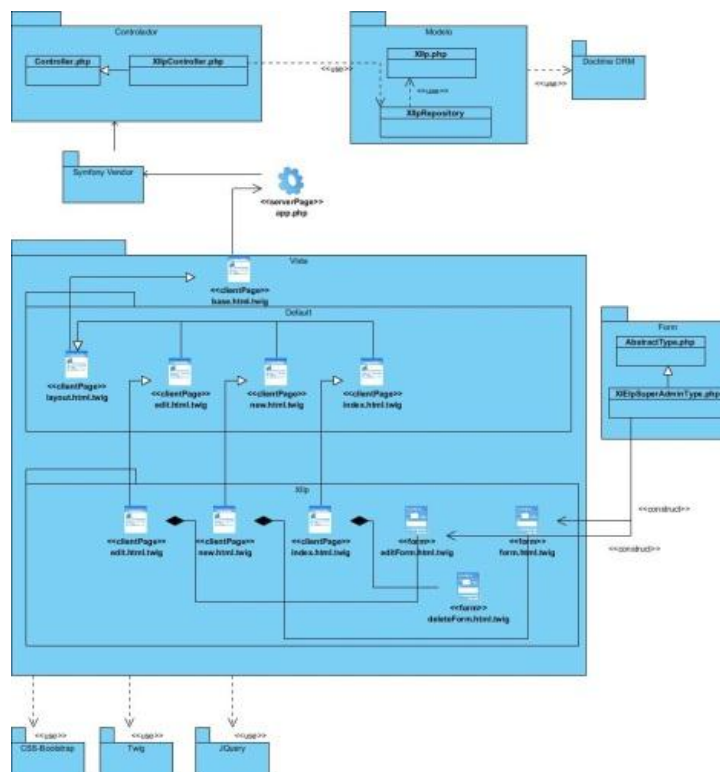 Controlador
Controller.php
XIlpController.php
<<use>>
Modelo
XIlp.php
<<use>>
XIlpRepository
<<use>>
Doctrine ORM
Symfony Vendor
<<serverPage>>
app.php
Vista
<<clientPage>>
base.html.twig
Default
<<clientPage>>
layout.html.twig
<<clientPage>>
edit.html.twig
<<clientPage>>
new.html.twig
<<clientPage>>
index.html.twig
Form
AbstractType.php
XIEtpSuperAdminType.php
XIlp
<<clientPage>>
edit.html.twig
<<clientPage>>
new.html.twig
<<clientPage>>
index.html.twig
<<form>>
editForm.html.twig
<<form>>
form.html.twig
<<construct>>
<<construct>>
<<form>>
deleteForm.html.twig
<<use>>
CSS-Bootstrap
<<use>>
Twig
<<use>>
JQuery